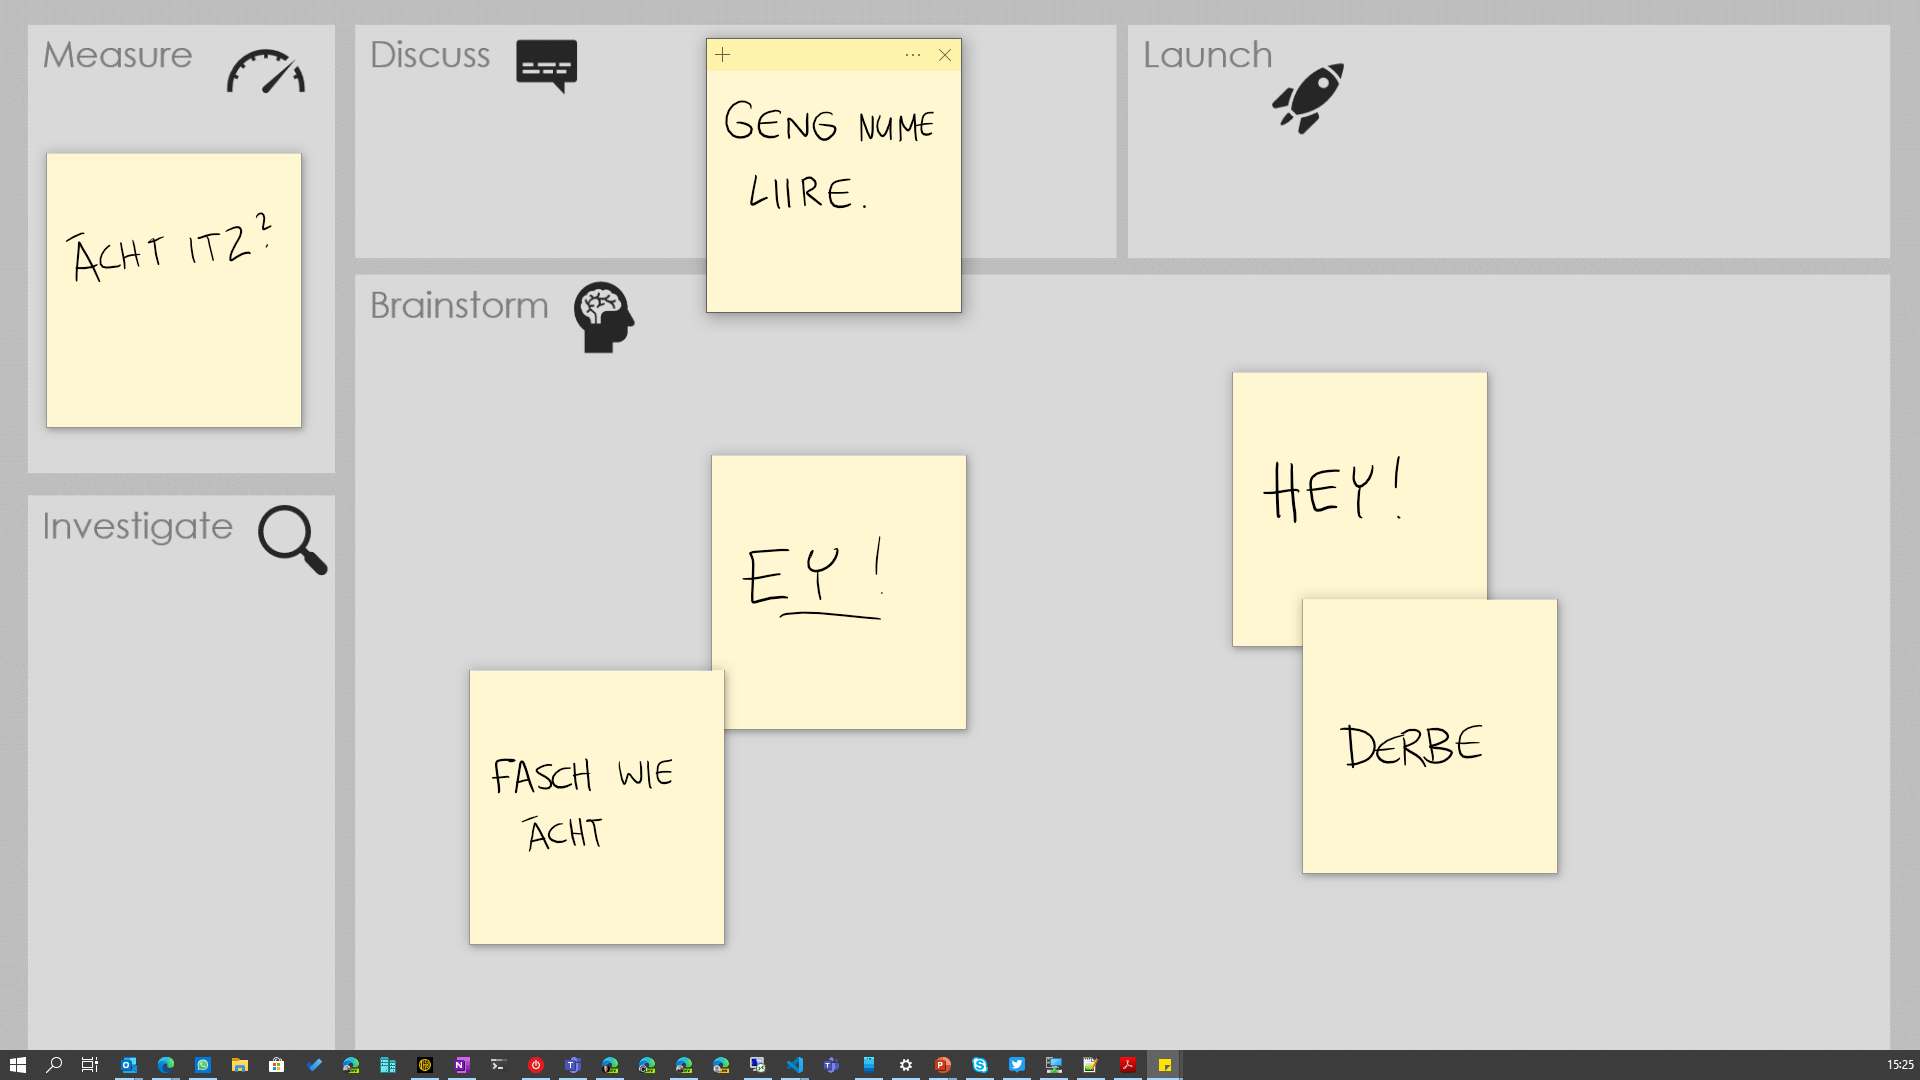 Measure
ĀCHT ITZ?
Investigate
Discuss
GENG NUME
LIIRE.
Launch
Brainstorm
EY!
FASCH WIE
ĀCHT
HEY!
DERBE
15:25